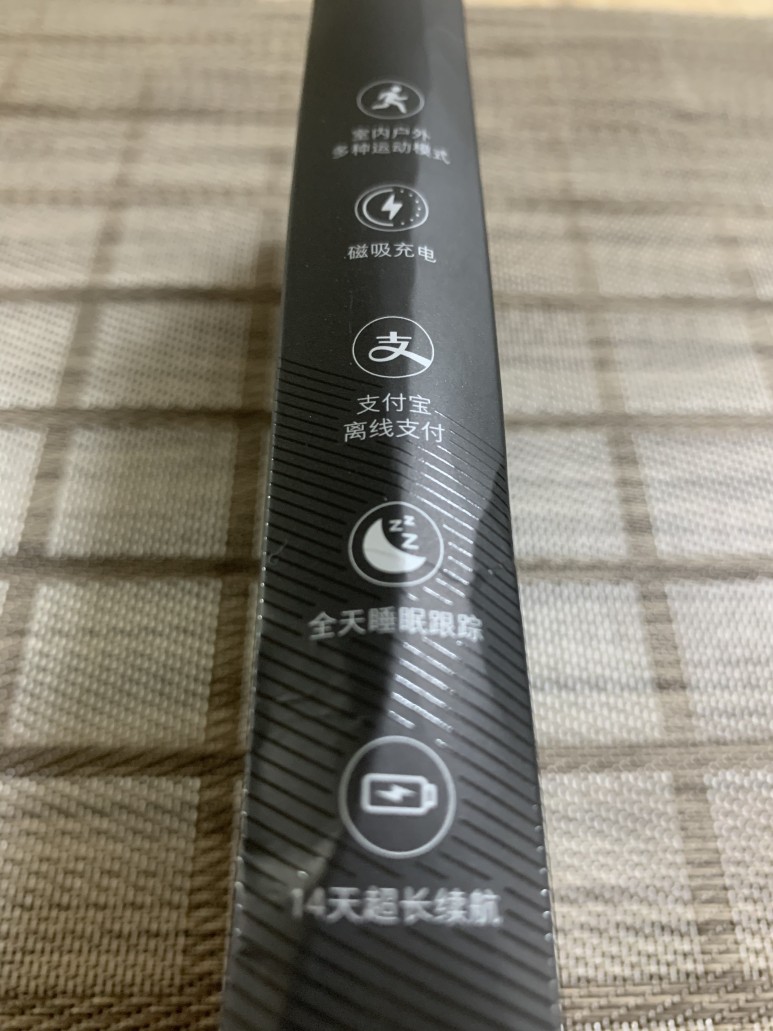 室内户外
多种运动模式
磁吸充电
支付宝
离线支付
zzz
全天睡眠跟踪
14天超长续航